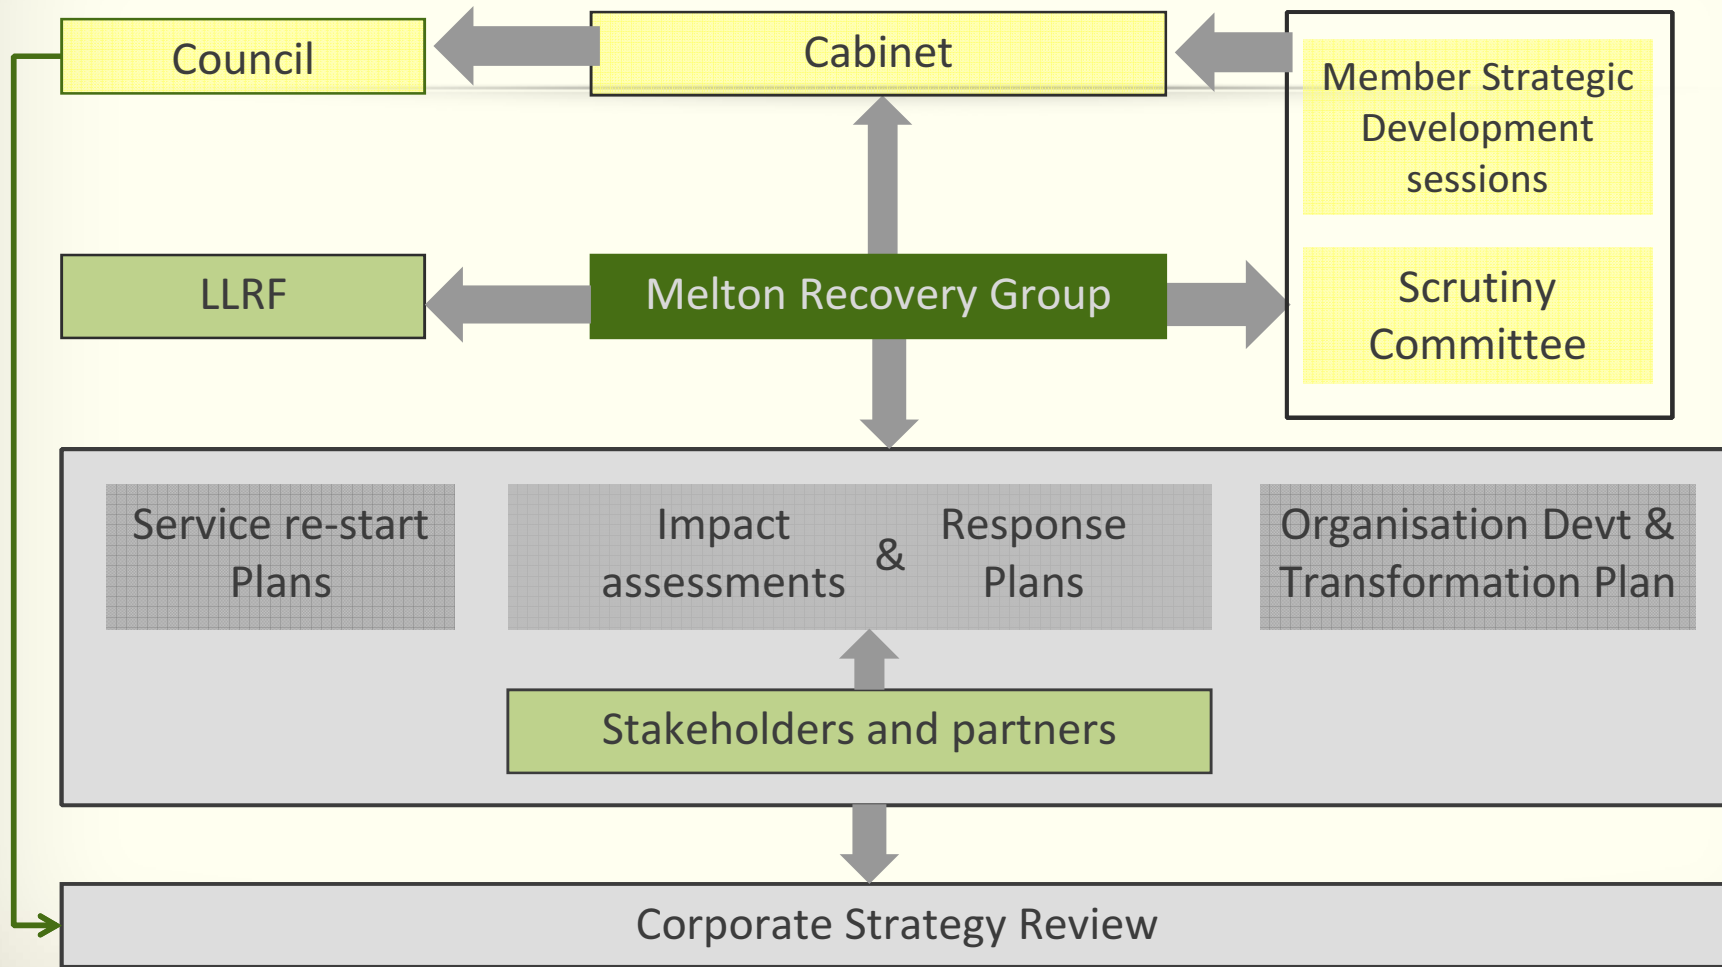 Council
Cabinet
Member Strategic
Development
sessions
LLRF
Melton Recovery Group
Scrutiny
Committee
Service re-start
Plans
Impact
assessments
&
Response
Plans
Organisation Devt &
Transformation Plan
Stakeholders and partners
Corporate Strategy Review